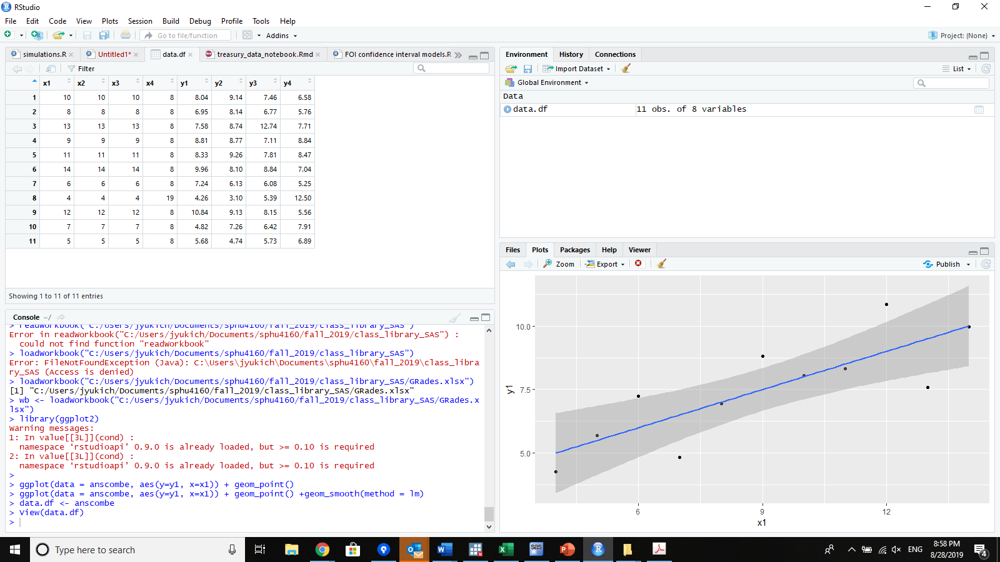 RStudio
File Edit Code View Plots Session Build Debug Profile Tools Help
Go to file/function Addins Project: (None)
simulations.R Untitled1* data.df treasury_data_notebook.Rmd FOI confidence interval models.R
Filter
x1 x2 x3 x4 y1 y2 y3 y4
1 10 10 10 8 8.04 9.14 7.46 6.58
2 8 8 8 8 6.95 8.14 6.77 5.76
3 13 13 13 8 7.58 8.74 12.74 7.71
4 9 9 9 8 8.81 8.77 7.11 8.84
5 11 11 11 8 8.33 9.26 7.81 8.47
6 14 14 14 8 9.96 8.10 8.84 7.04
7 6 6 6 8 7.24 6.13 6.08 5.25
8 4 4 4 19 4.26 3.10 5.39 12.50
9 12 12 12 8 10.84 9.13 8.15 5.56
10 7 7 7 8 4.82 7.26 6.42 7.91
11 5 5 5 8 5.68 4.74 5.73 6.89
Showing 1 to 11 of 11 entries
Console ~/
> readWorkbook("C:/Users/jyukich/Documents/sphu4160/fall_2019/class_library_SAS")
Error in readWorkbook("C:/Users/jyukich/Documents/sphu4160/fall_2019/class_library_SAS") :
could not find function "readWorkbook"
> loadWorkbook("C:/Users/jyukich/Documents/sphu4160/fall_2019/class_library_SAS")
Error: FileNotFoundException (Java): C:\Users\jyukich\Documents\sphu4160\fall_2019\class_libra
ry_SAS (Access is denied)
> loadWorkbook("C:/Users/jyukich/Documents/sphu4160/fall_2019/class_library_SAS/GRades.xlsx")
[1] "C:/Users/jyukich/Documents/sphu4160/fall_2019/class_library_SAS/GRades.xlsx"
> wb <- loadWorkbook("C:/Users/jyukich/Documents/sphu4160/fall_2019/class_library_SAS/GRades.x
lsx")
> library(ggplot2)
Warning messages:
1: In value[[3L]](cond) :
namespace ‘rstudioapi’ 0.9.0 is already loaded, but >= 0.10 is required
2: In value[[3L]](cond) :
namespace ‘rstudioapi’ 0.9.0 is already loaded, but >= 0.10 is required
>
> ggplot(data = anscombe, aes(y=y1, x=x1)) + geom_point()
> ggplot(data = anscombe, aes(y=y1, x=x1)) + geom_point() +geom_smooth(method = lm)
> data.df <- anscombe
> View(data.df)
>
Environment History Connections
Import Dataset List
Global Environment
Data
data.df 11 obs. of 8 variables
Files Plots Packages Help Viewer
Zoom Export Publish
10.0
7.5
5.0
y1
6 9 12
x1
Type here to search
16
sas
ENG
8:58 PM
8/28/2019
4